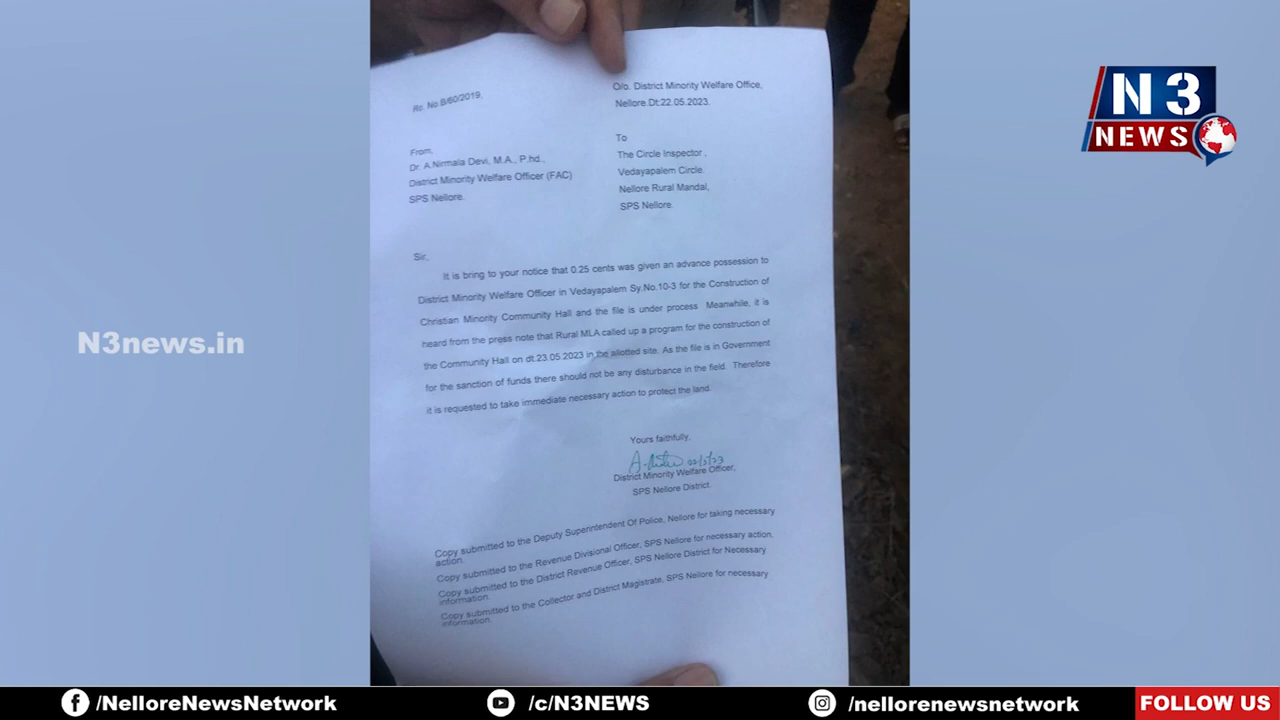 Rc. No.B/60/2019,
O/o. District Minority Welfare Office,
Nellore.Dt:22.05.2023.
From,
Dr. A.Nirmala Devi, M.A., P.hd.,
District Minority Welfare Officer (FAC)
SPS Nellore.
To
The Circle Inspector ,
Vedayapalem Circle.
Nellore Rural Mandal,
SPS Nellore.
Sir,
It is bring to your notice that 0.25 cents was given an advance possession to
District Minority Welfare Officer in Vedayapalem Sy.No.10-3 for the Construction of
Christian Minority Community Hall and the file is under process Meanwhile, it is
heard from the press note that Rural MLA called up a program for the construction of
the Community Hall on dt.23.05.2023 in the allotted site. As the file is in Government
for the sanction of funds there should not be any disturbance in the field. Therefore
it is requested to take immediate necessary action to protect the land.
Yours faithfully.
District Minority Welfare Officer,
SPS Nellore District.
Copy submitted to the Deputy Superintendent Of Police, Nellore for taking necessary
action.
Copy submitted to the Revenue Divisional Officer, SPS Nellore for necessary action.
Copy submitted to the District Revenue Officer, SPS Nellore District for Necessary
information.
Copy submitted to the Collector and District Magistrate, SPS Nellore for necessary
information.
N3
NEWS
N3news.in
/NelloreNewsNetwork
/c/N3NEWS
/nellorenewsnetwork
FOLLOW US